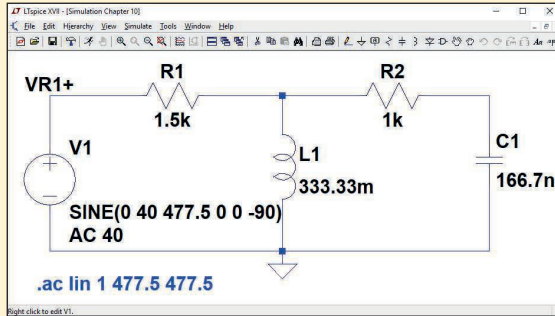 LTspice XVII - [Simulation Chapter 10]
File Edit Hierarchy View Simulate Tools Window Help
VR1+
R1
1.5k
R2
1k
V1
SINE(0 40 477.5 0 0 -90)
AC 40
L1
333.33m
C1
166.7n
.ac lin 1 477.5 477.5
Right click to edit V1.